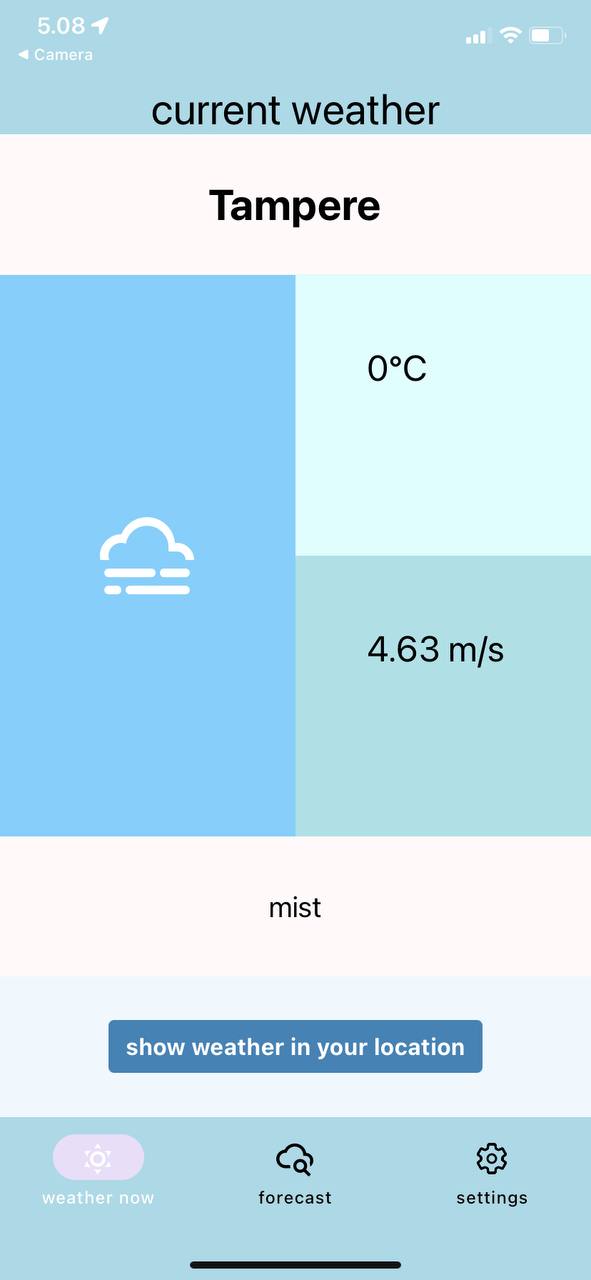 5.08
◀ Camera
current weather
Tampere
0°C
4.63 m/s
mist
show weather in your location
weather now
forecast
settings